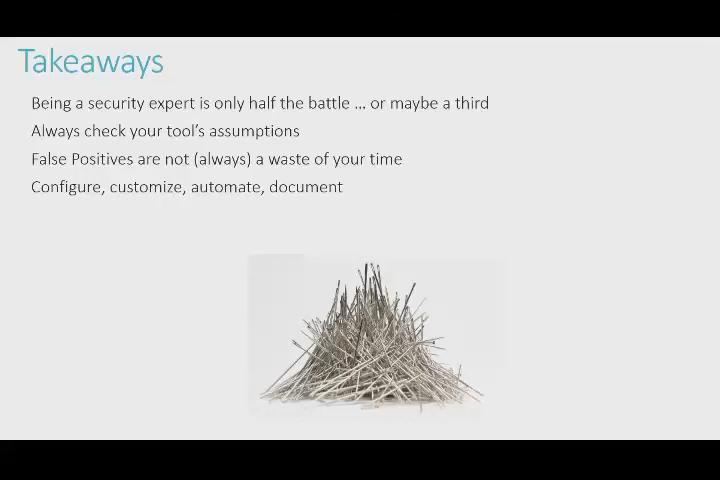 Takeaways
Being a security expert is only half the battle … or maybe a third
Always check your tool's assumptions
False Positives are not (always) a waste of your time
Configure, customize, automate, document